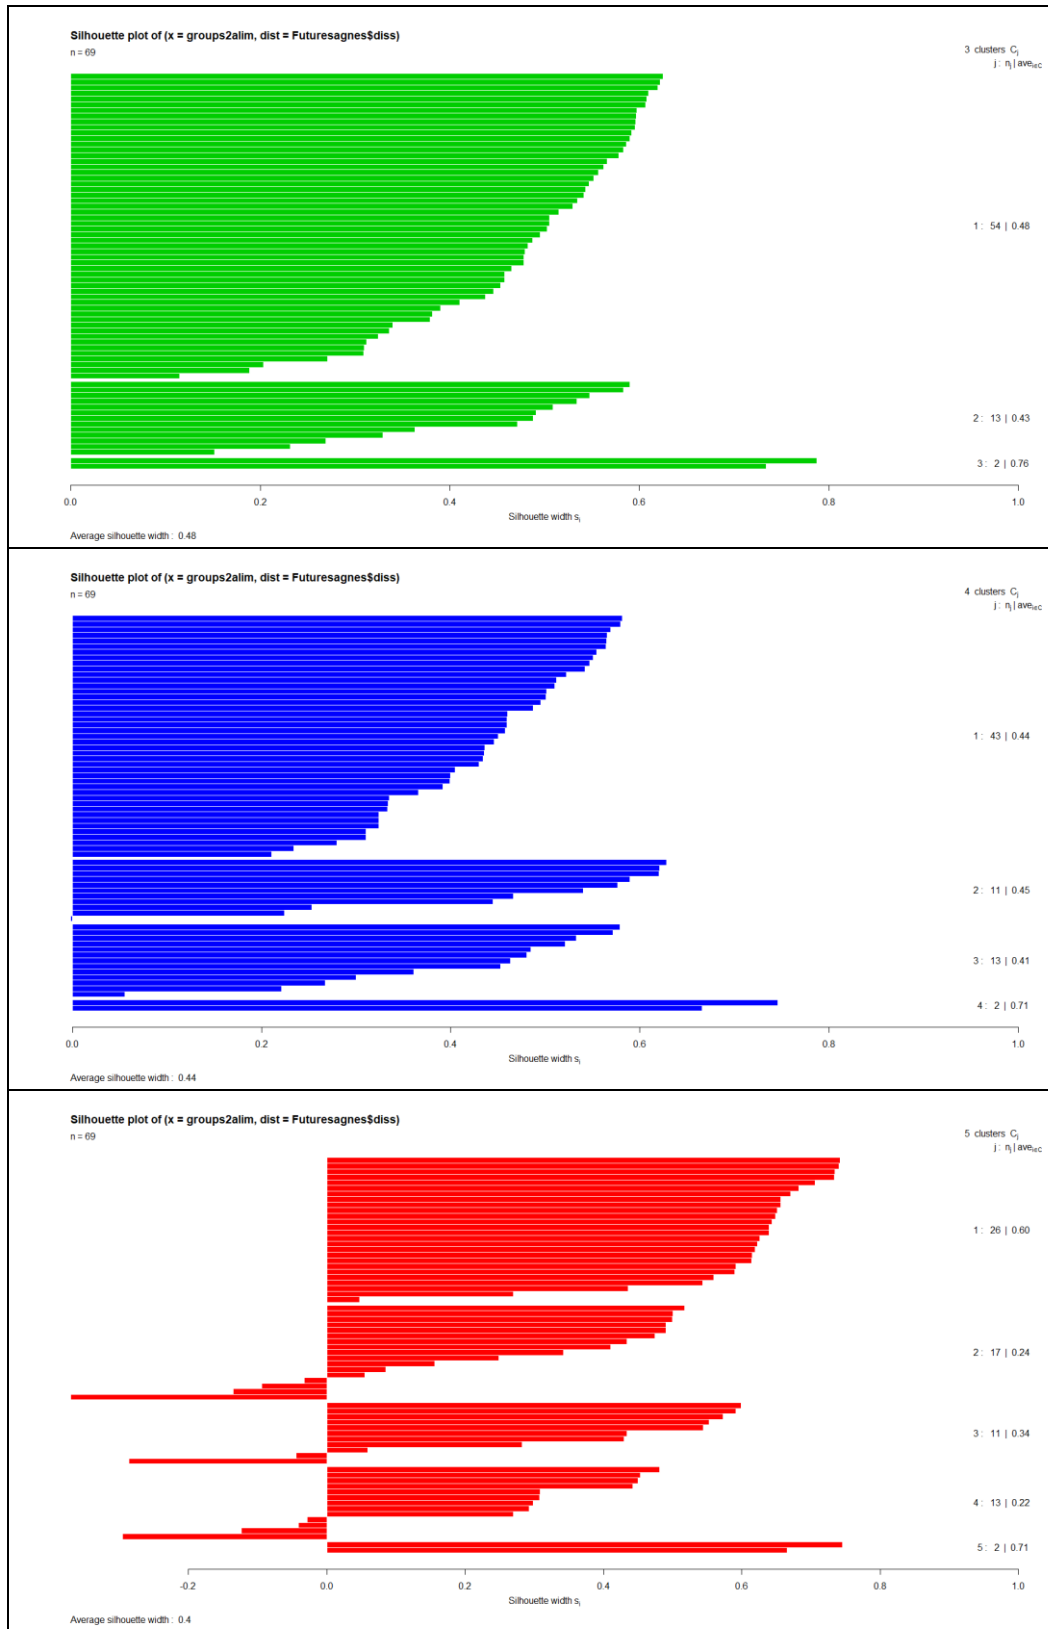 Silhouette plot of (x = groups2alim, dist = Futuresagnes$diss)
n = 69
3 clusters Cj
j : nj | avei∈C
1 : 54 | 0.48
2 : 13 | 0.43
3 : 2 | 0.76
0.0 0.2 0.4 0.6 0.8 1.0
Silhouette width si
Average silhouette width : 0.48
Silhouette plot of (x = groups2alim, dist = Futuresagnes$diss)
n = 69
4 clusters Cj
j : nj | avei∈C
1 : 43 | 0.44
2 : 11 | 0.45
3 : 13 | 0.41
4 : 2 | 0.71
0.0 0.2 0.4 0.6 0.8 1.0
Silhouette width si
Average silhouette width : 0.44
Silhouette plot of (x = groups2alim, dist = Futuresagnes$diss)
n = 69
5 clusters Cj
j : nj | avei∈C
1 : 26 | 0.60
2 : 17 | 0.24
3 : 11 | 0.34
4 : 13 | 0.22
5 : 2 | 0.71
-0.2 0.0 0.2 0.4 0.6 0.8 1.0
Silhouette width si
Average silhouette width : 0.4